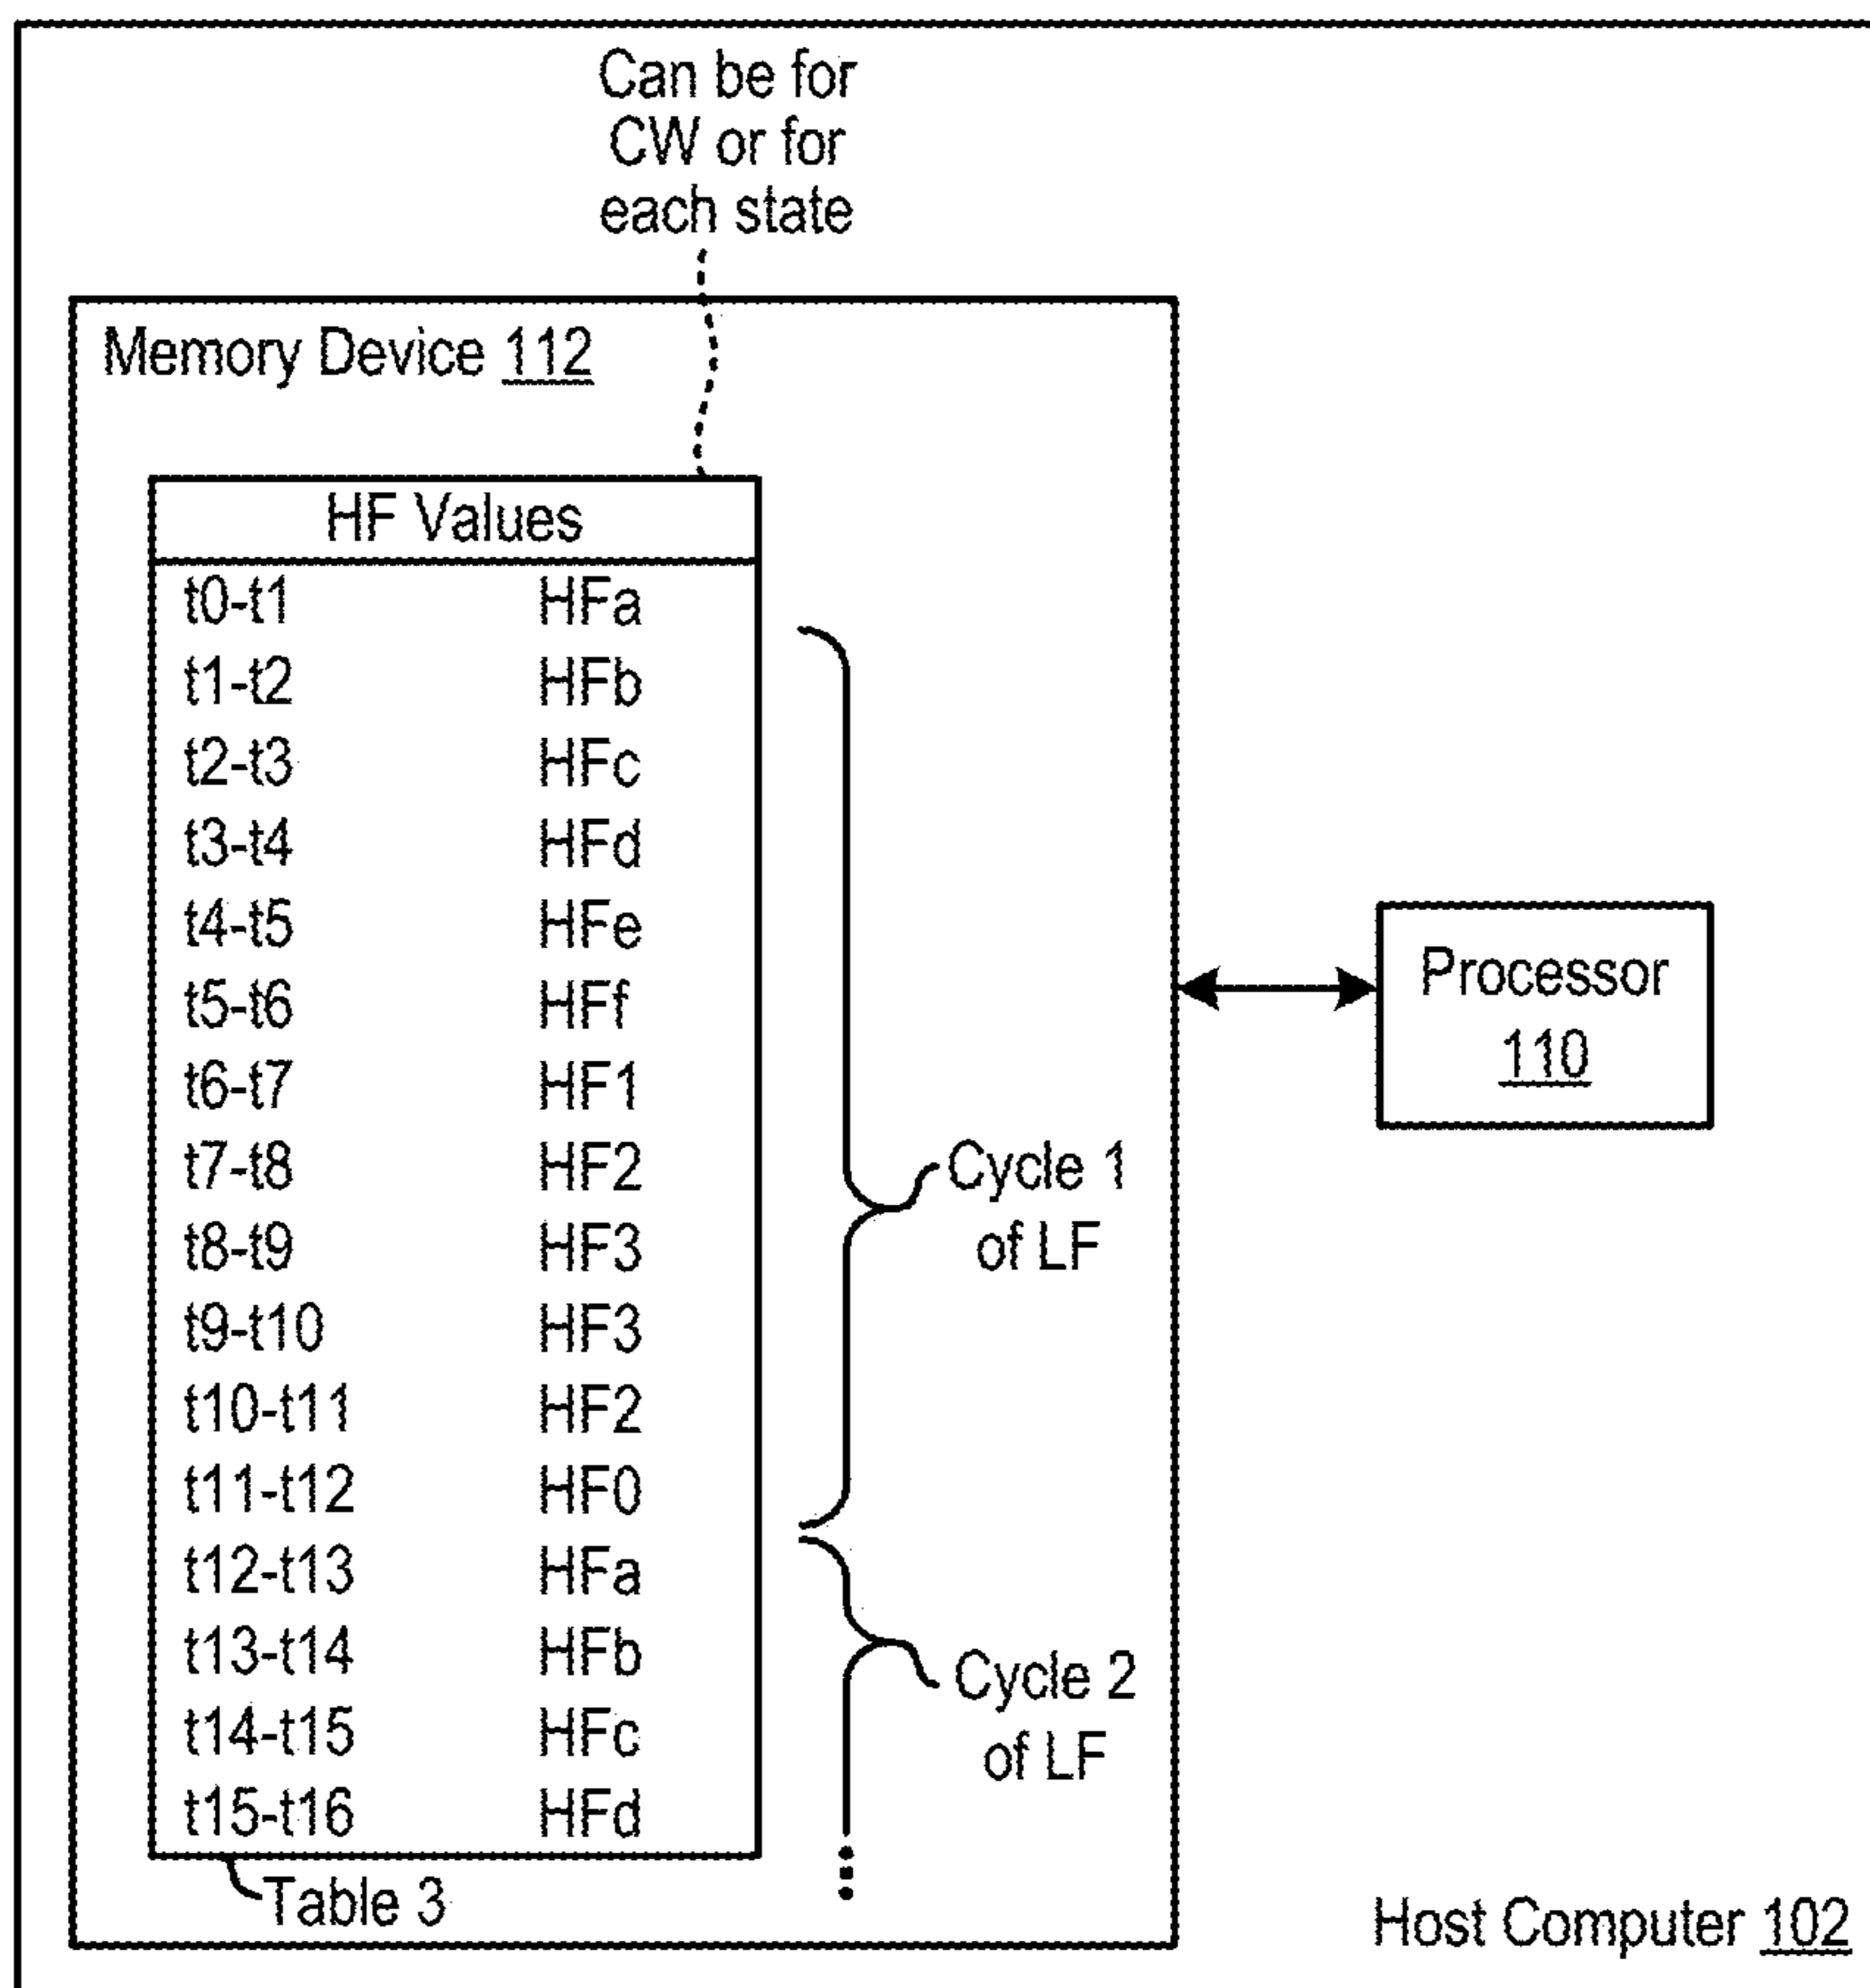 Can be for
CW or for
each state
Memory Device 112
HF Values
t0-t1 HFa
t1-t2 HFb
t2-t3 HFc
t3-t4 HFd
t4-t5 HFe
t5-t6 HFf
t6-t7 HF1
t7-t8 HF2
t8-t9 HF3
t9-t10 HF3
t10-t11 HF2
t11-t12 HF0
t12-t13 HFa
t13-t14 HFb
t14-t15 HFc
t15-t16 HFd
Table 3
Cycle 1
of LF
Cycle 2
of LF
Processor
110
Host Computer 102